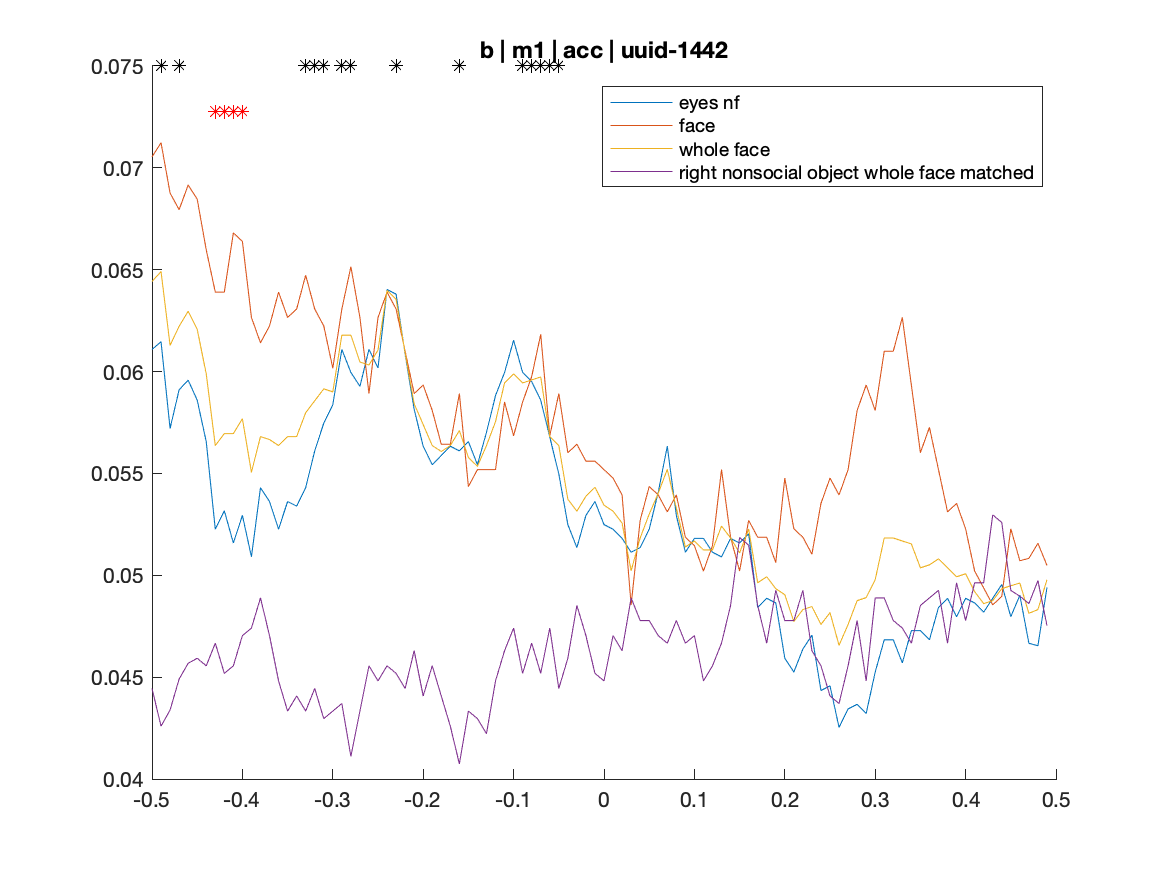 b | m1 | acc | uuid-1442
0.075
0.07
0.065
0.06
0.055
0.05
0.045
0.04
eyes nf
face
whole face
right nonsocial object whole face matched
-0.5 -0.4 -0.3 -0.2 -0.1 0 0.1 0.2 0.3 0.4 0.5